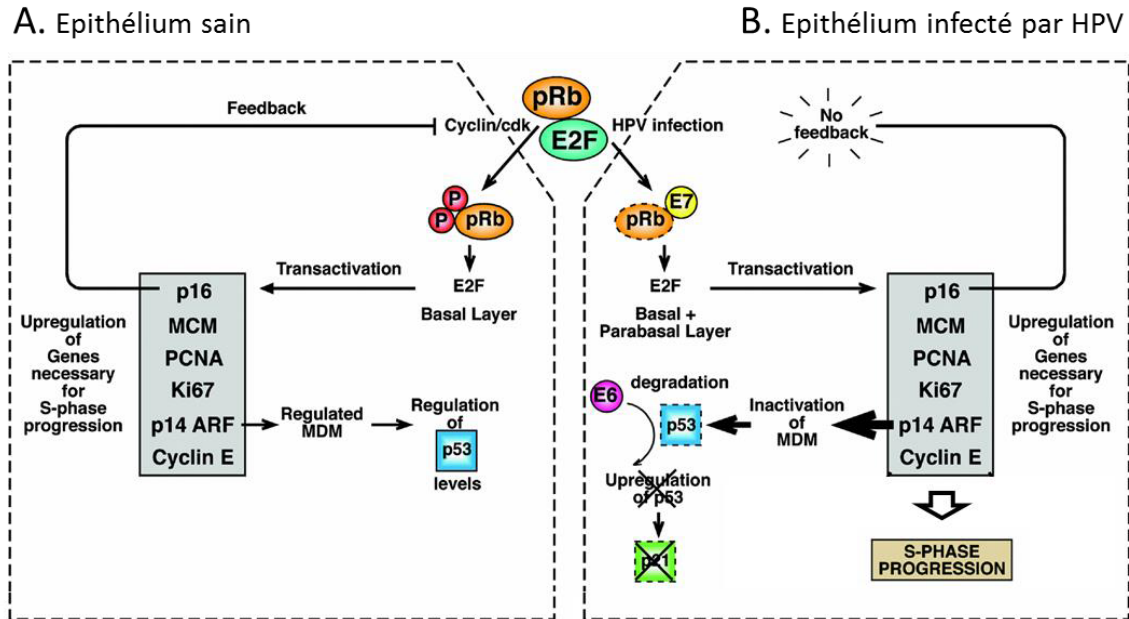 A. Epithélium sain
B. Epithélium infecté par HPV
pRb
E2F
Feedback
Cyclin/cdk
P
P
pRb
E2F
Basal Layer
Transactivation
p16
MCM
PCNA
Ki67
p14 ARF
Cyclin E
Upregulation
of
Genes
necessary
for
S-phase
progression
Regulated
MDM
Regulation
of
p53
levels
HPV infection
No
feedback
E7
pRb
E2F
Basal +
Parabasal Layer
Transactivation
p16
MCM
PCNA
Ki67
p14 ARF
Cyclin E
Upregulation
of
Genes
necessary
for
S-phase
progression
Inactivation
of
MDM
degradation
p53
E6
Upregulation
of p53
p21
S-PHASE
PROGRESSION